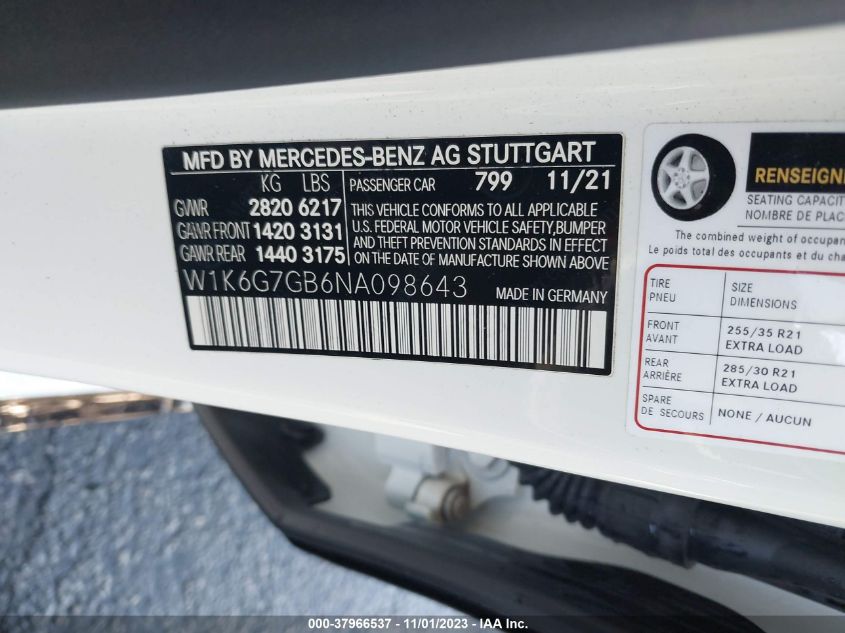 MFD BY MERCEDES-BENZ AG STUTTGART
KG LBS
PASSENGER CAR 799 11/21
GVWR 2820 6217
GAWR FRONT 1420 3131
GAWR REAR 1440 3175
THIS VEHICLE CONFORMS TO ALL APPLICABLE
U.S. FEDERAL MOTOR VEHICLE SAFETY,BUMPER
AND THEFT PREVENTION STANDARDS IN EFFECT
ON THE DATE OF MANUFACTURE SHOWN ABOVE
W1K6G7GB6NA098643
MADE IN GERMANY
RENSEIGNE
SEATING CAPACIT
NOMBRE DE PLAC
The combined weight of occupan
Le poids total des occupants et du
TIRE
PNEU
SIZE
DIMENSIONS
FRONT
AVANT
255/35 R21
EXTRA LOAD
REAR
ARRIÈRE
285/30 R21
EXTRA LOAD
SPARE
DE SECOURS
NONE / AUCUN
000-37966537 - 11/01/2023 - IAA Inc.